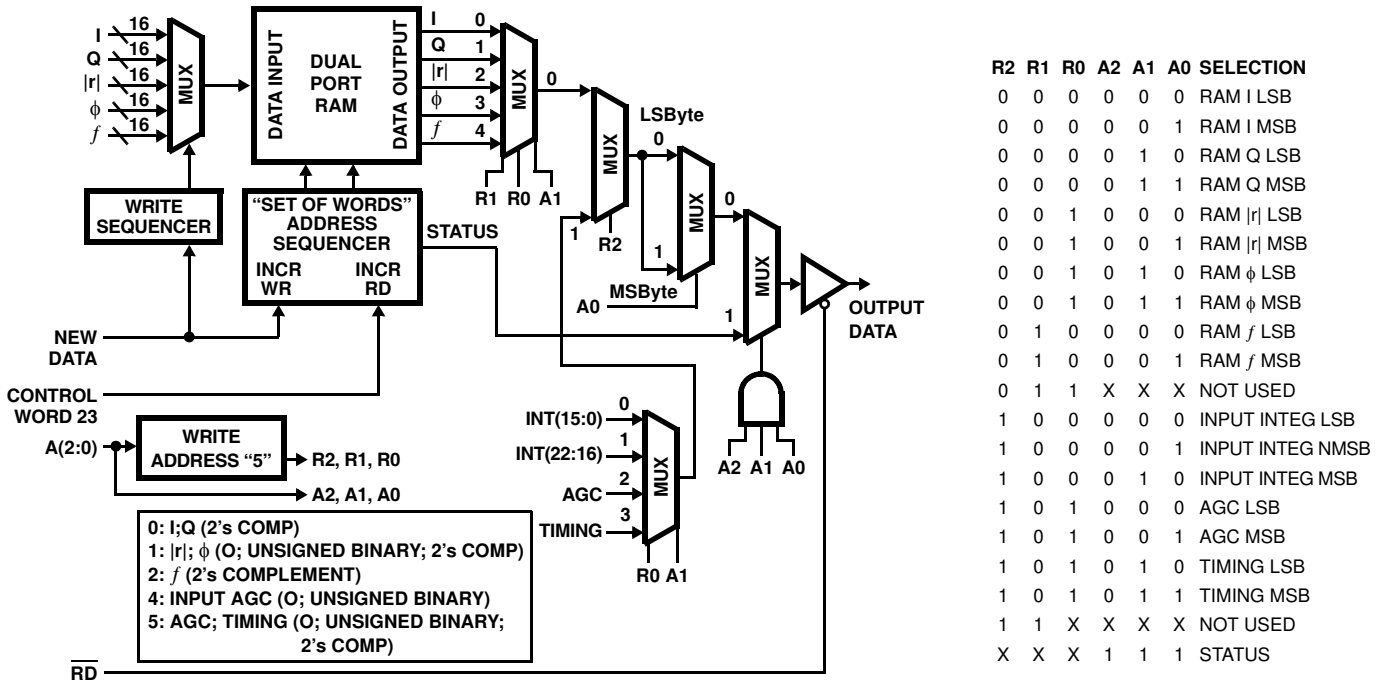 I 16
Q 16
|r| 16
ϕ 16
f 16
MUX
DATA INPUT
DUAL
PORT
RAM
DATA OUTPUT
I 0
Q 1
|r| 2
ϕ 3
f 4
MUX
R1 R0 A1
0
1
MUX
R2
LSByte
0
1
MUX
MSByte
A0
0
1
MUX
OUTPUT
DATA
WRITE
SEQUENCER
“SET OF WORDS”
ADDRESS
SEQUENCER
INCR INCR
WR RD
STATUS
NEW
DATA
CONTROL
WORD 23
A(2:0)
WRITE
ADDRESS “5”
R2, R1, R0
A2, A1, A0
INT(15:0) 0
INT(22:16) 1
AGC 2
TIMING 3
MUX
R0 A1
A2 A1 A0
0: I;Q (2's COMP)
1: |r|; ϕ (O; UNSIGNED BINARY; 2's COMP)
2: f (2's COMPLEMENT)
4: INPUT AGC (O; UNSIGNED BINARY)
5: AGC; TIMING (O; UNSIGNED BINARY;
2's COMP)
RD
R2 R1 R0 A2 A1 A0 SELECTION
0 0 0 0 0 0 RAM I LSB
0 0 0 0 0 1 RAM I MSB
0 0 0 0 1 0 RAM Q LSB
0 0 0 0 1 1 RAM Q MSB
0 0 1 0 0 0 RAM |r| LSB
0 0 1 0 0 1 RAM |r| MSB
0 0 1 0 1 0 RAM ϕ LSB
0 0 1 0 1 1 RAM ϕ MSB
0 1 0 0 0 0 RAM f LSB
0 1 0 0 0 1 RAM f MSB
0 1 1 X X X NOT USED
1 0 0 0 0 0 INPUT INTEG LSB
1 0 0 0 0 1 INPUT INTEG NMSB
1 0 0 0 1 0 INPUT INTEG MSB
1 0 1 0 0 0 AGC LSB
1 0 1 0 0 1 AGC MSB
1 0 1 0 1 0 TIMING LSB
1 0 1 0 1 1 TIMING MSB
1 1 X X X X NOT USED
X X X 1 1 1 STATUS